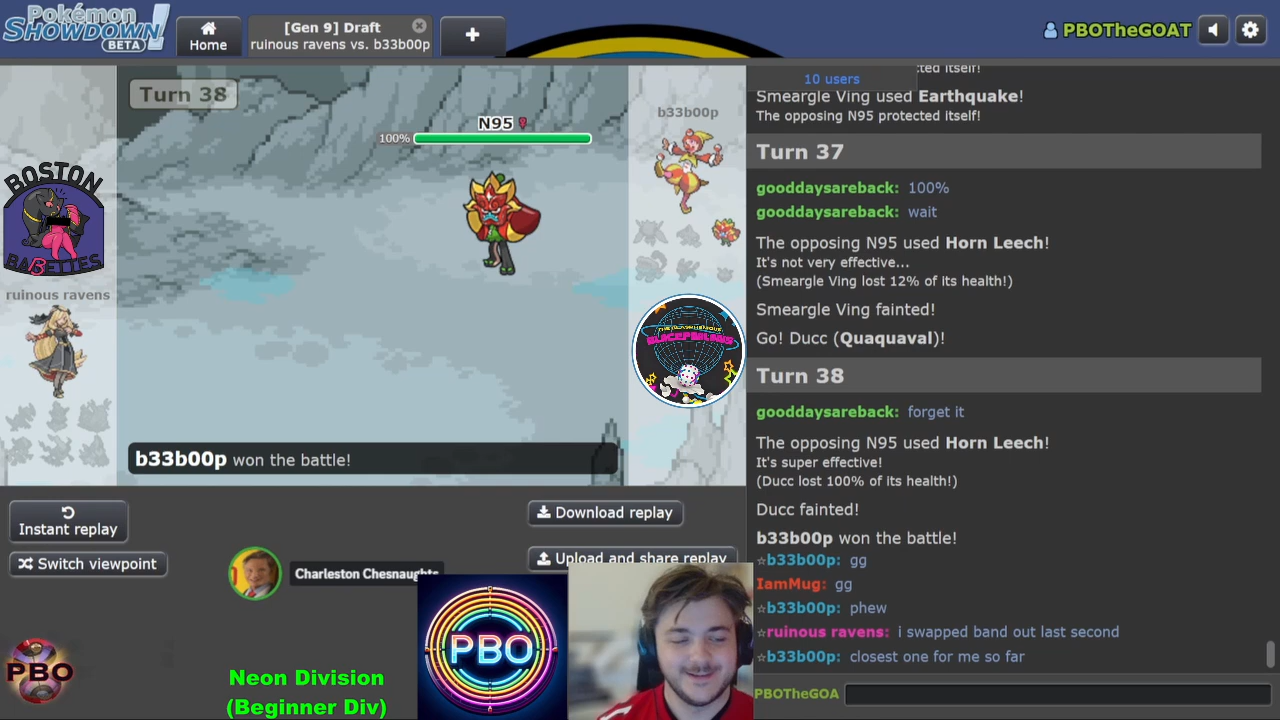 Pokémon
SHOWDOWN!
BETA
Home
[Gen 9] Draft
ruinous ravens vs. b33b00p
PBOTheGOAT
Turn 38
N95
100%
b33b00p
BOSTON
BABETTES
ruinous ravens
b33b00p won the battle!
10 users
cted itself!
Smeargle Ving used Earthquake!
The opposing N95 protected itself!
Turn 37
gooddaysareback: 100%
gooddaysareback: wait
The opposing N95 used Horn Leech!
It's not very effective...
(Smeargle Ving lost 12% of its health!)
Smeargle Ving fainted!
Go! Ducc (Quaquaval)!
Turn 38
gooddaysareback: forget it
The opposing N95 used Horn Leech!
It's super effective!
(Ducc lost 100% of its health!)
Ducc fainted!
b33b00p won the battle!
☆b33b00p: gg
IamMug: gg
☆b33b00p: phew
☆ruinous ravens: i swapped band out last second
☆b33b00p: closest one for me so far
PBOTheGOA
Instant replay
Switch viewpoint
Download replay
Upload and share replay
Charleston Chesnaughts
PBO
PBO
Neon Division
(Beginner Div)